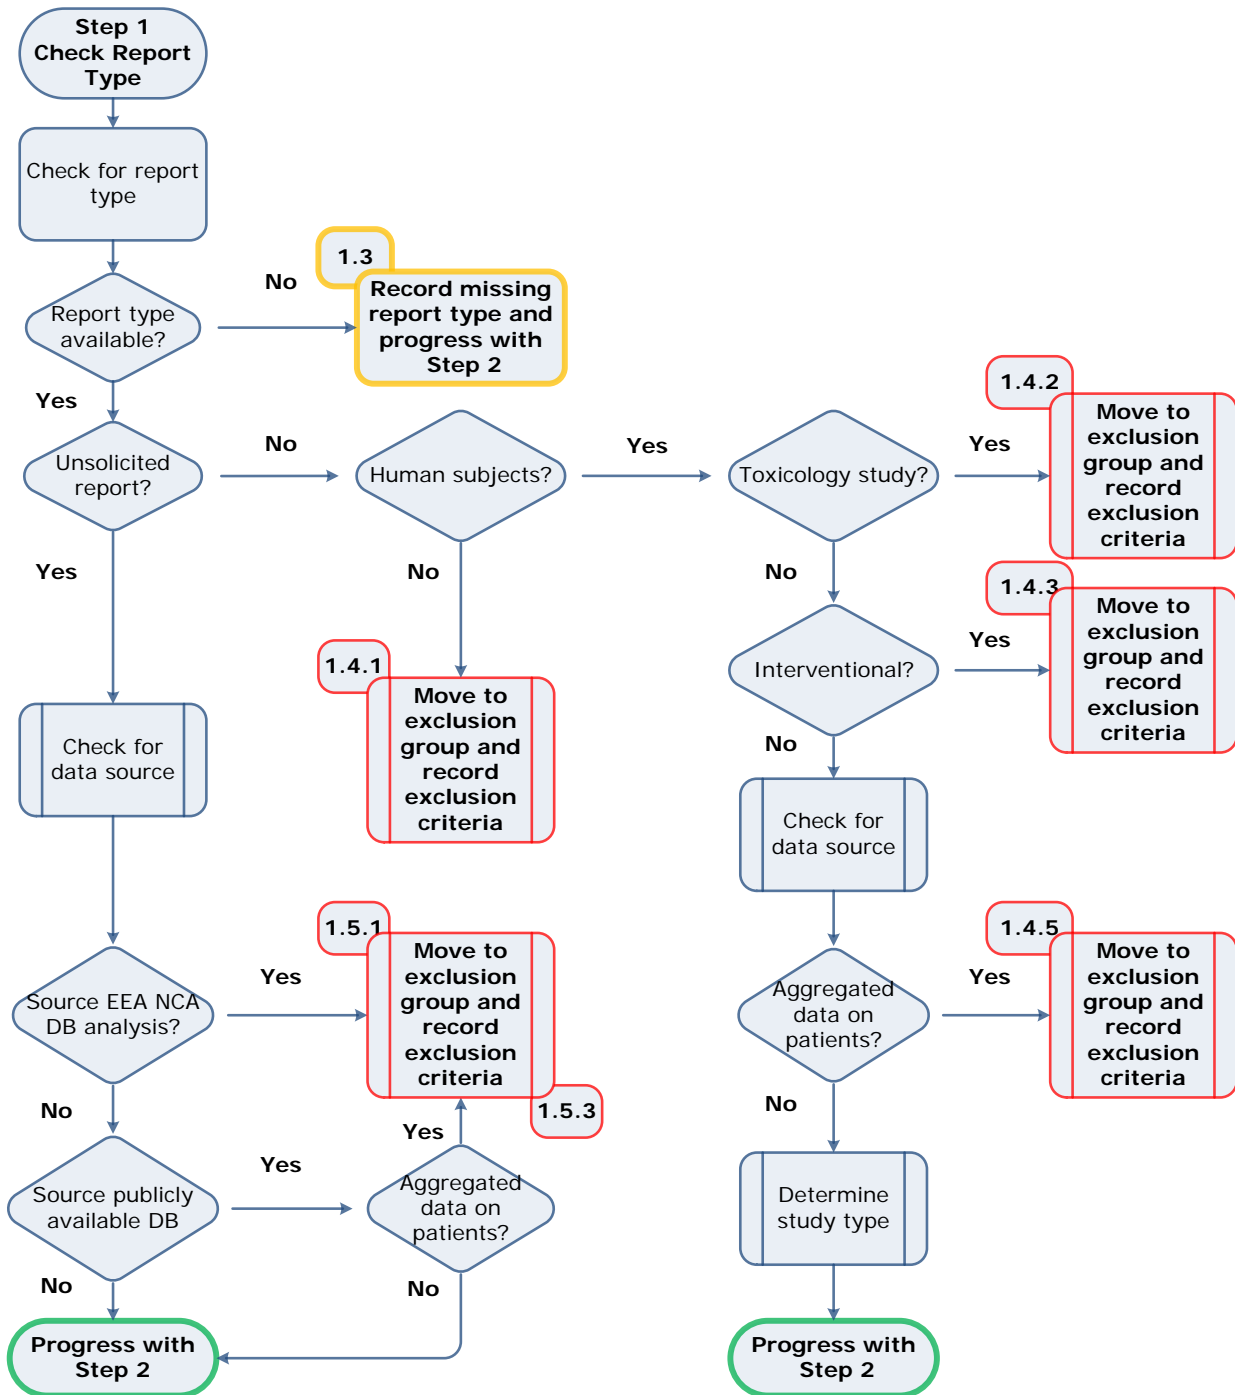 Step 1
Check Report
Type
Check for report
type
1.3
No
Record missing
report type and
progress with
Step 2
Report type
available?
Yes
Unsolicited
report?
No
Human subjects?
Yes
Toxicology study?
Yes
1.4.2
Move to
exclusion
group and
record
exclusion
criteria
Yes
No
No
1.4.3
Move to
exclusion
group and
record
exclusion
criteria
Yes
Interventional?
1.4.1
Move to
exclusion
group and
record
exclusion
criteria
No
Check for
data source
Check for
data source
1.5.1
Move to
exclusion
group and
record
exclusion
criteria
1.5.3
Yes
Source EEA NCA
DB analysis?
1.4.5
Move to
exclusion
group and
record
exclusion
criteria
Yes
Aggregated
data on
patients?
No
No
Yes
Yes
Source publicly
available DB
Aggregated
data on
patients?
Determine
study type
No
No
Progress with
Step 2
Progress with
Step 2